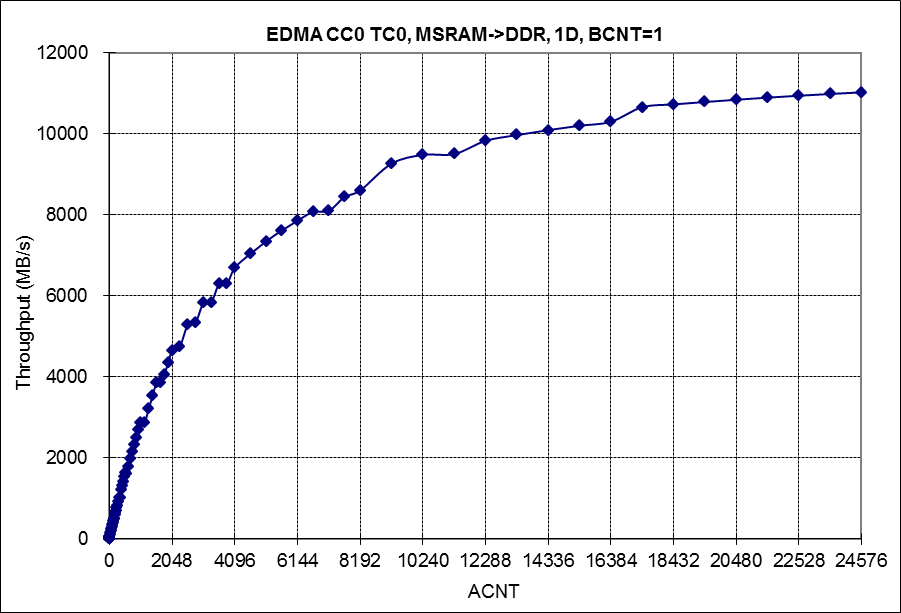 EDMA CC0 TC0, MSRAM->DDR, 1D, BCNT=1
12000
10000
8000
6000
4000
2000
0
Throughput (MB/s)
0 2048 4096 6144 8192 10240 12288 14336 16384 18432 20480 22528 24576
ACNT